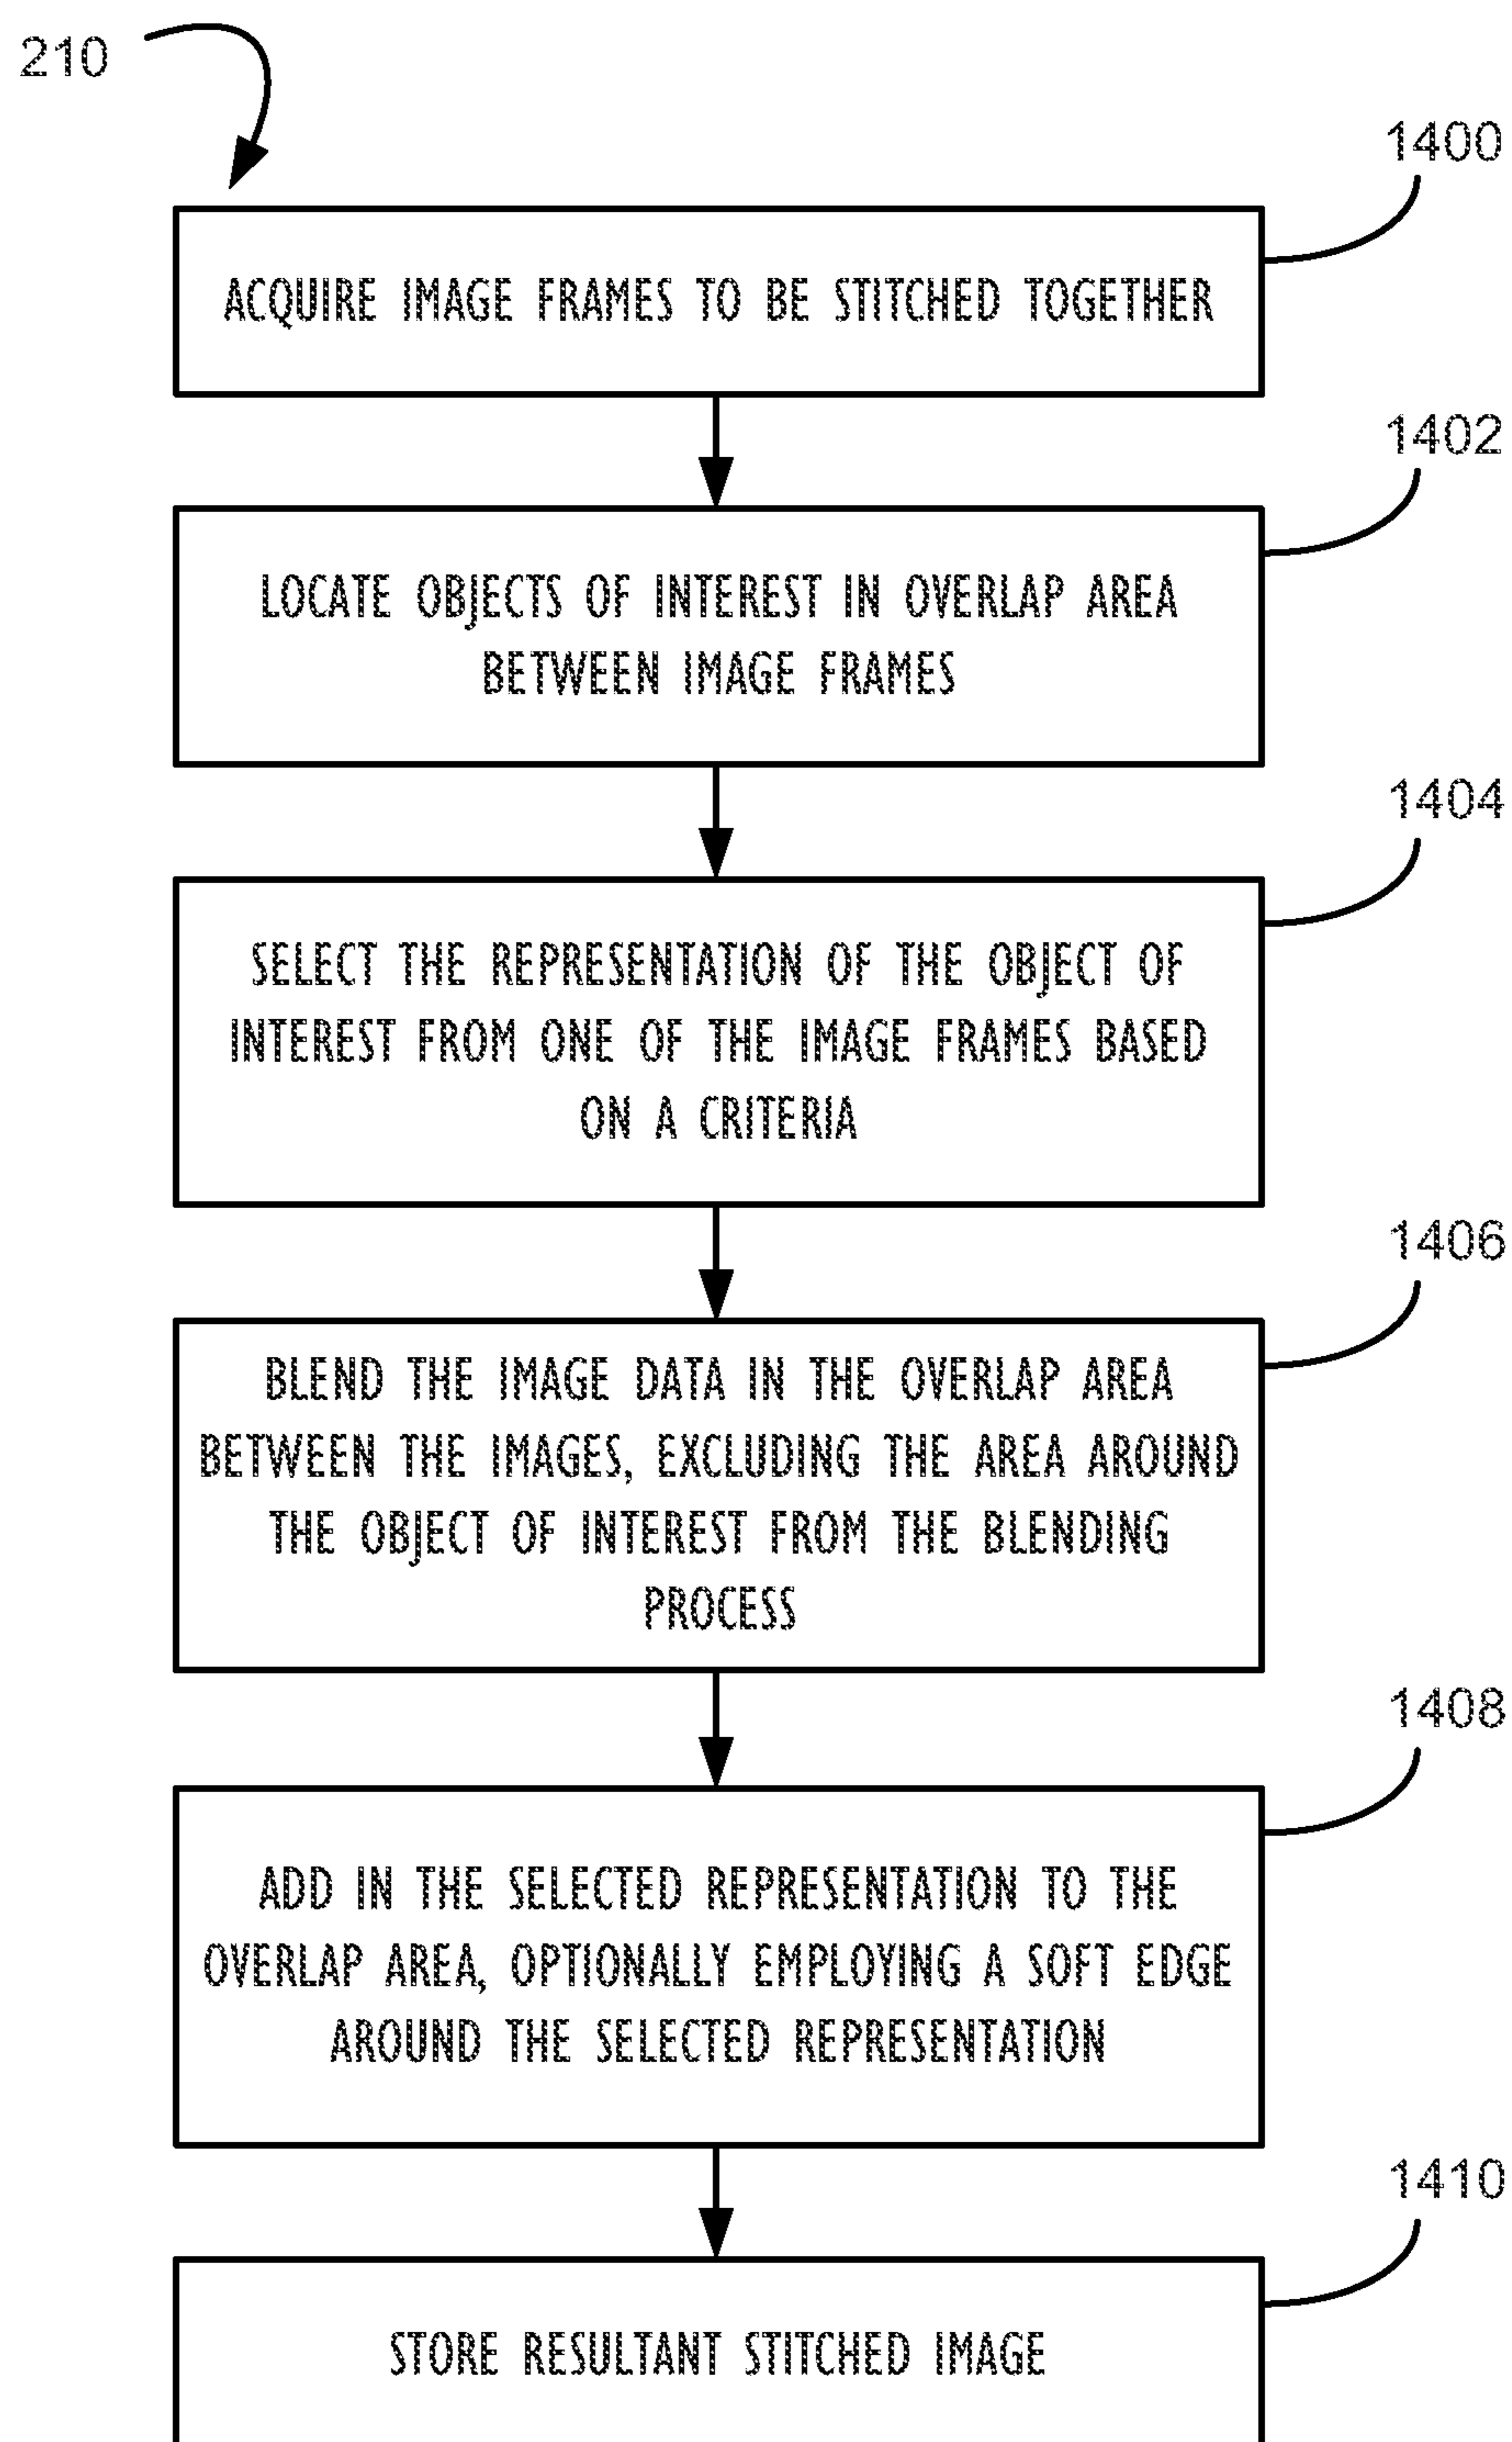 210
1400
ACQUIRE IMAGE FRAMES TO BE STITCHED TOGETHER
1402
LOCATE OBJECTS OF INTEREST IN OVERLAP AREA
BETWEEN IMAGE FRAMES
1404
SELECT THE REPRESENTATION OF THE OBJECT OF
INTEREST FROM ONE OF THE IMAGE FRAMES BASED
ON A CRITERIA
1406
BLEND THE IMAGE DATA IN THE OVERLAP AREA
BETWEEN THE IMAGES, EXCLUDING THE AREA AROUND
THE OBJECT OF INTEREST FROM THE BLENDING
PROCESS
1408
ADD IN THE SELECTED REPRESENTATION TO THE
OVERLAP AREA, OPTIONALLY EMPLOYING A SOFT EDGE
AROUND THE SELECTED REPRESENTATION
1410
STORE RESULTANT STITCHED IMAGE